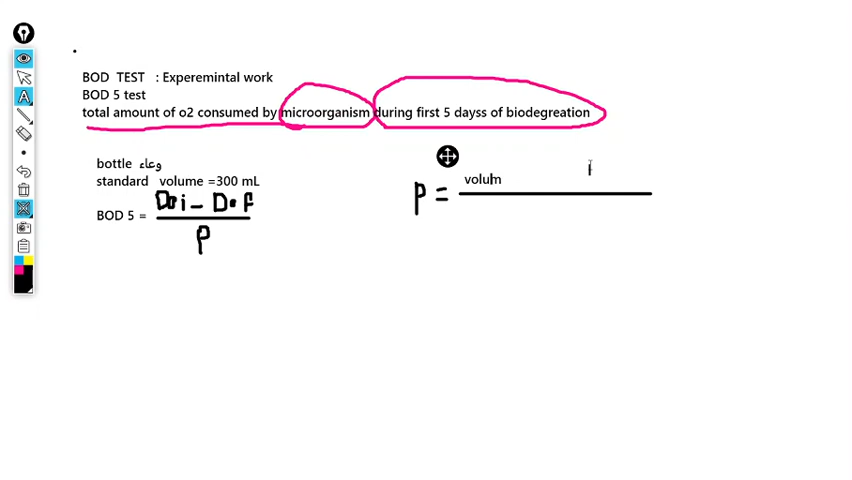 BOD TEST : Experemintal work
BOD 5 test
total amount of o2 consumed by microorganism during first 5 dayss of biodegreation
bottle وعاء
standard volume =300 mL
BOD 5 = Doi - Dof
P
P =
volum